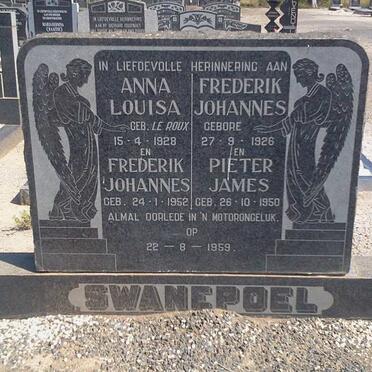 IN LIEFDEVOLLE HERINNERING AAN
ANNA
LOUISA
GEB. LE ROUX
15-4-1928
EN
FREDERIK
JOHANNES
GEB. 24-1-1952
FREDERIK
JOHANNES
GEBORE
27-9-1926
EN
PIETER
JAMES
GEB. 26-10-1950
ALMAL OORLEDE IN 'N MOTORONGELUK
OP
22-8-1959.
SWANEPOEL